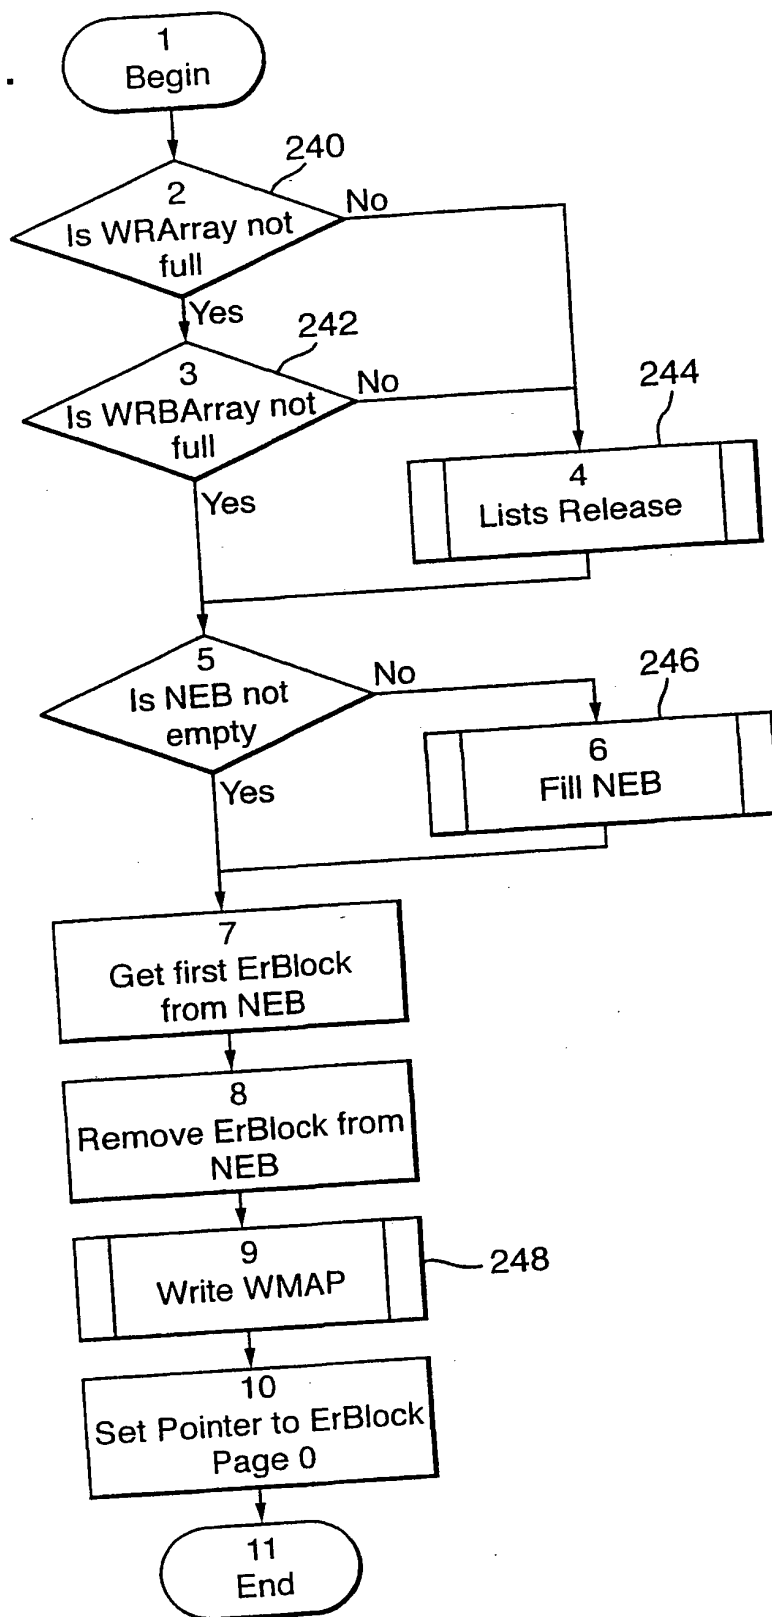 1
Begin
240
2
Is WRArray not
full
No
Yes
242
3
Is WRBArray not
full
No
Yes
244
4
Lists Release
5
Is NEB not
empty
No
Yes
246
6
Fill NEB
7
Get first ErBlock
from NEB
8
Remove ErBlock from
NEB
9
Write WMAP
248
10
Set Pointer to ErBlock
Page 0
11
End